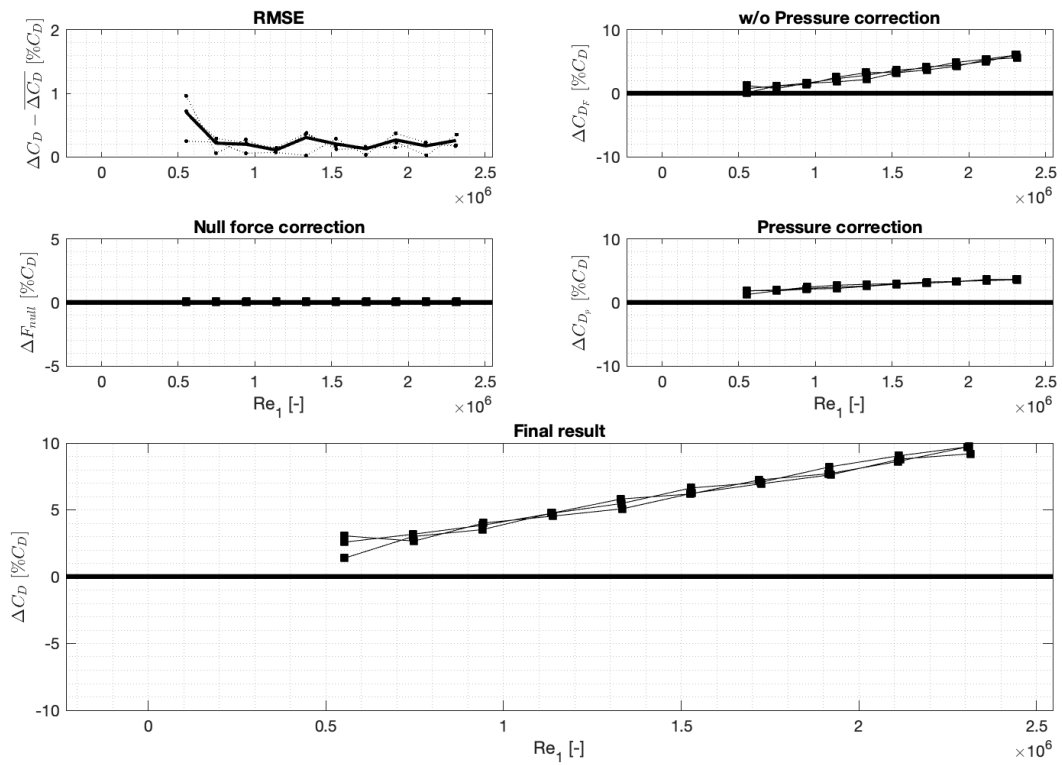 RMSE
ΔC_D − \overline{ΔC_D} [%C_D]
2
1
0
0 0.5 1 1.5 2 2.5
×10^6
w/o Pressure correction
ΔC_{D_F} [%C_D]
10
0
-10
0 0.5 1 1.5 2 2.5
×10^6
Null force correction
ΔF_{null} [%C_D]
5
0
-5
0 0.5 1 1.5 2 2.5
Re_1 [-]
×10^6
Pressure correction
ΔC_{D_p} [%C_D]
10
0
-10
0 0.5 1 1.5 2 2.5
Re_1 [-]
×10^6
Final result
ΔC_D [%C_D]
10
5
0
-5
-10
0 0.5 1 1.5 2 2.5
Re_1 [-]
×10^6